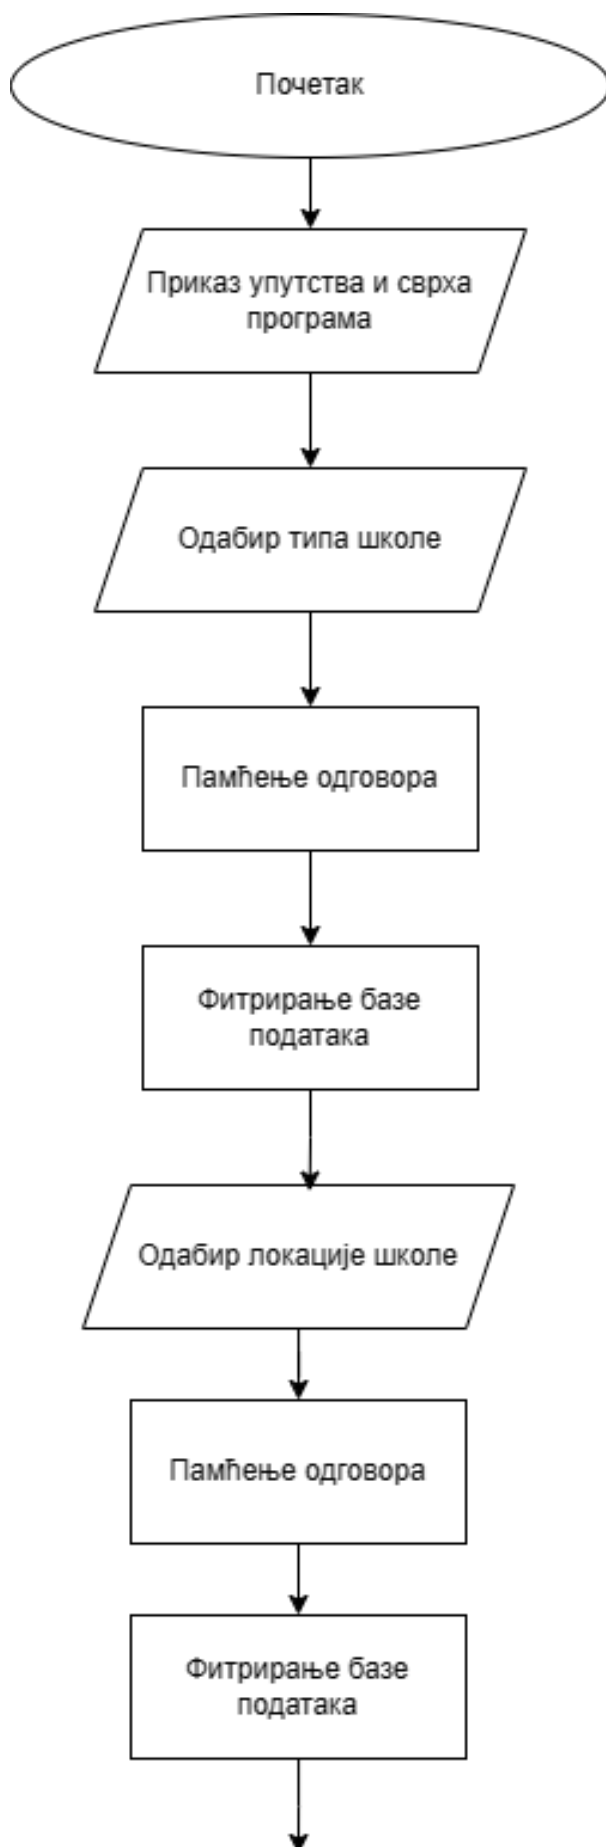 Почетак
Приказ упутства и сврха
програма
Одабир типа школе
Памћење одговора
Фитрирање базе
података
Одабир локације школе
Памћење одговора
Фитрирање базе
података